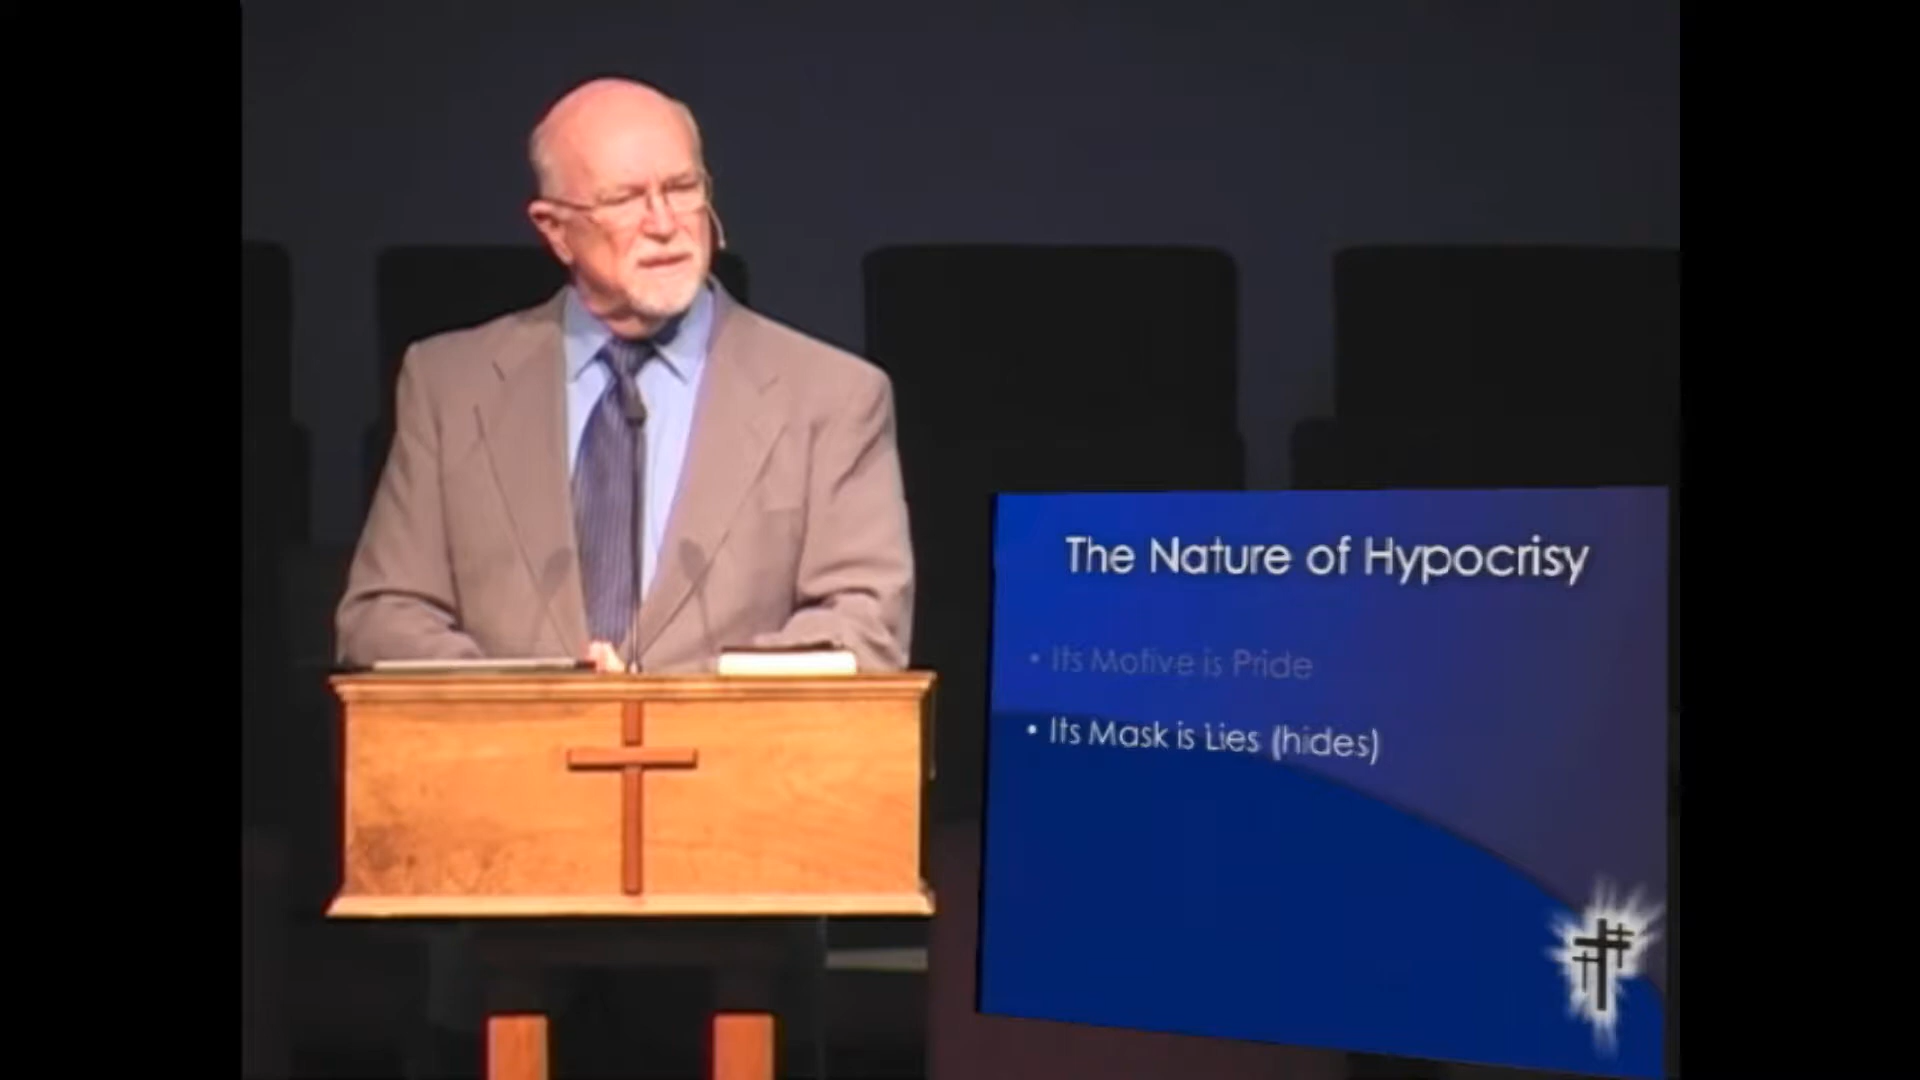 The Nature of Hypocrisy
• Its Motive is Pride
• Its Mask is Lies (hides)